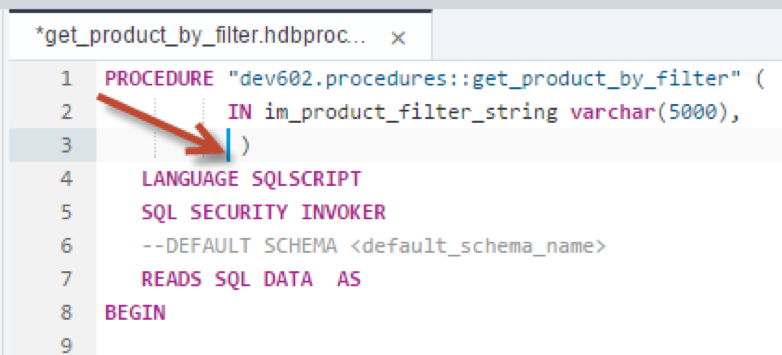 *get_product_by_filter.hdbproc... ×
1 PROCEDURE "dev602.procedures::get_product_by_filter" (
2 IN im_product_filter_string varchar(5000),
3 )
4 LANGUAGE SQLSCRIPT
5 SQL SECURITY INVOKER
6 --DEFAULT SCHEMA <default_schema_name>
7 READS SQL DATA  AS
8 BEGIN
9